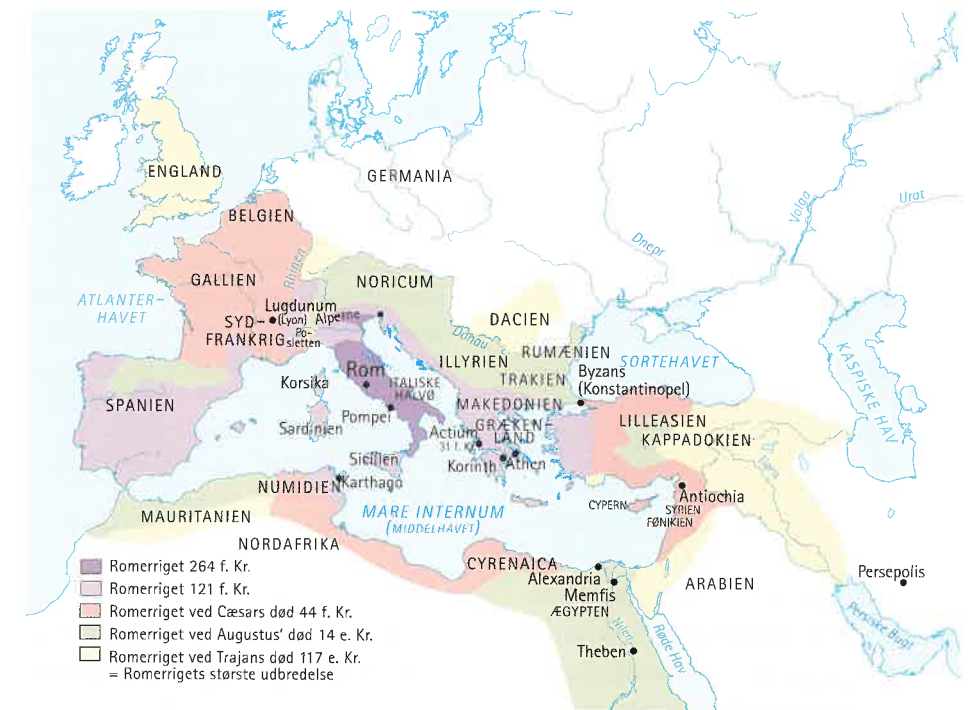 ENGLAND
GERMANIA
BELGIEN
Rhinen
GALLIEN
NORICUM
ATLANTER-
HAVET
Lugdunum
(Lyon)
Alperne
SYD-
FRANKRIG
Po-
sletten
Volga
Urat
Dnepr
DACIEN
Donau
RUMÆNIEN
ILLYRIEN
SORTEHAVET
KASPISKE HAV
Rom
Korsika
ITALISKE
HALVØ
TRAKIEN
Byzans
(Konstantinopel)
SPANIEN
Pompei
MAKEDONIEN
Sardinien
GRÆKEN-
LAND
Actium
31 f. Kr.
LILLEASIEN
KAPPADOKIEN
Sicilien
Korinth
Athen
NUMIDIEN
Karthago
Antiochia
CYPERN
SYRIEN
FØNIKIEN
MAURITANIEN
MARE INTERNUM
(MIDDELHAVET)
NORDAFRIKA
CYRENAICA
Alexandria
Memfis
ÆGYPTEN
ARABIEN
Persepolis
Nilen
Røde Hav
Persiske Bugt
Theben
Romerriget 264 f. Kr.
Romerriget 121 f. Kr.
Romerriget ved Cæsars død 44 f. Kr.
Romerriget ved Augustus' død 14 e. Kr.
Romerriget ved Trajans død 117 e. Kr.
= Romerrigets største udbredelse